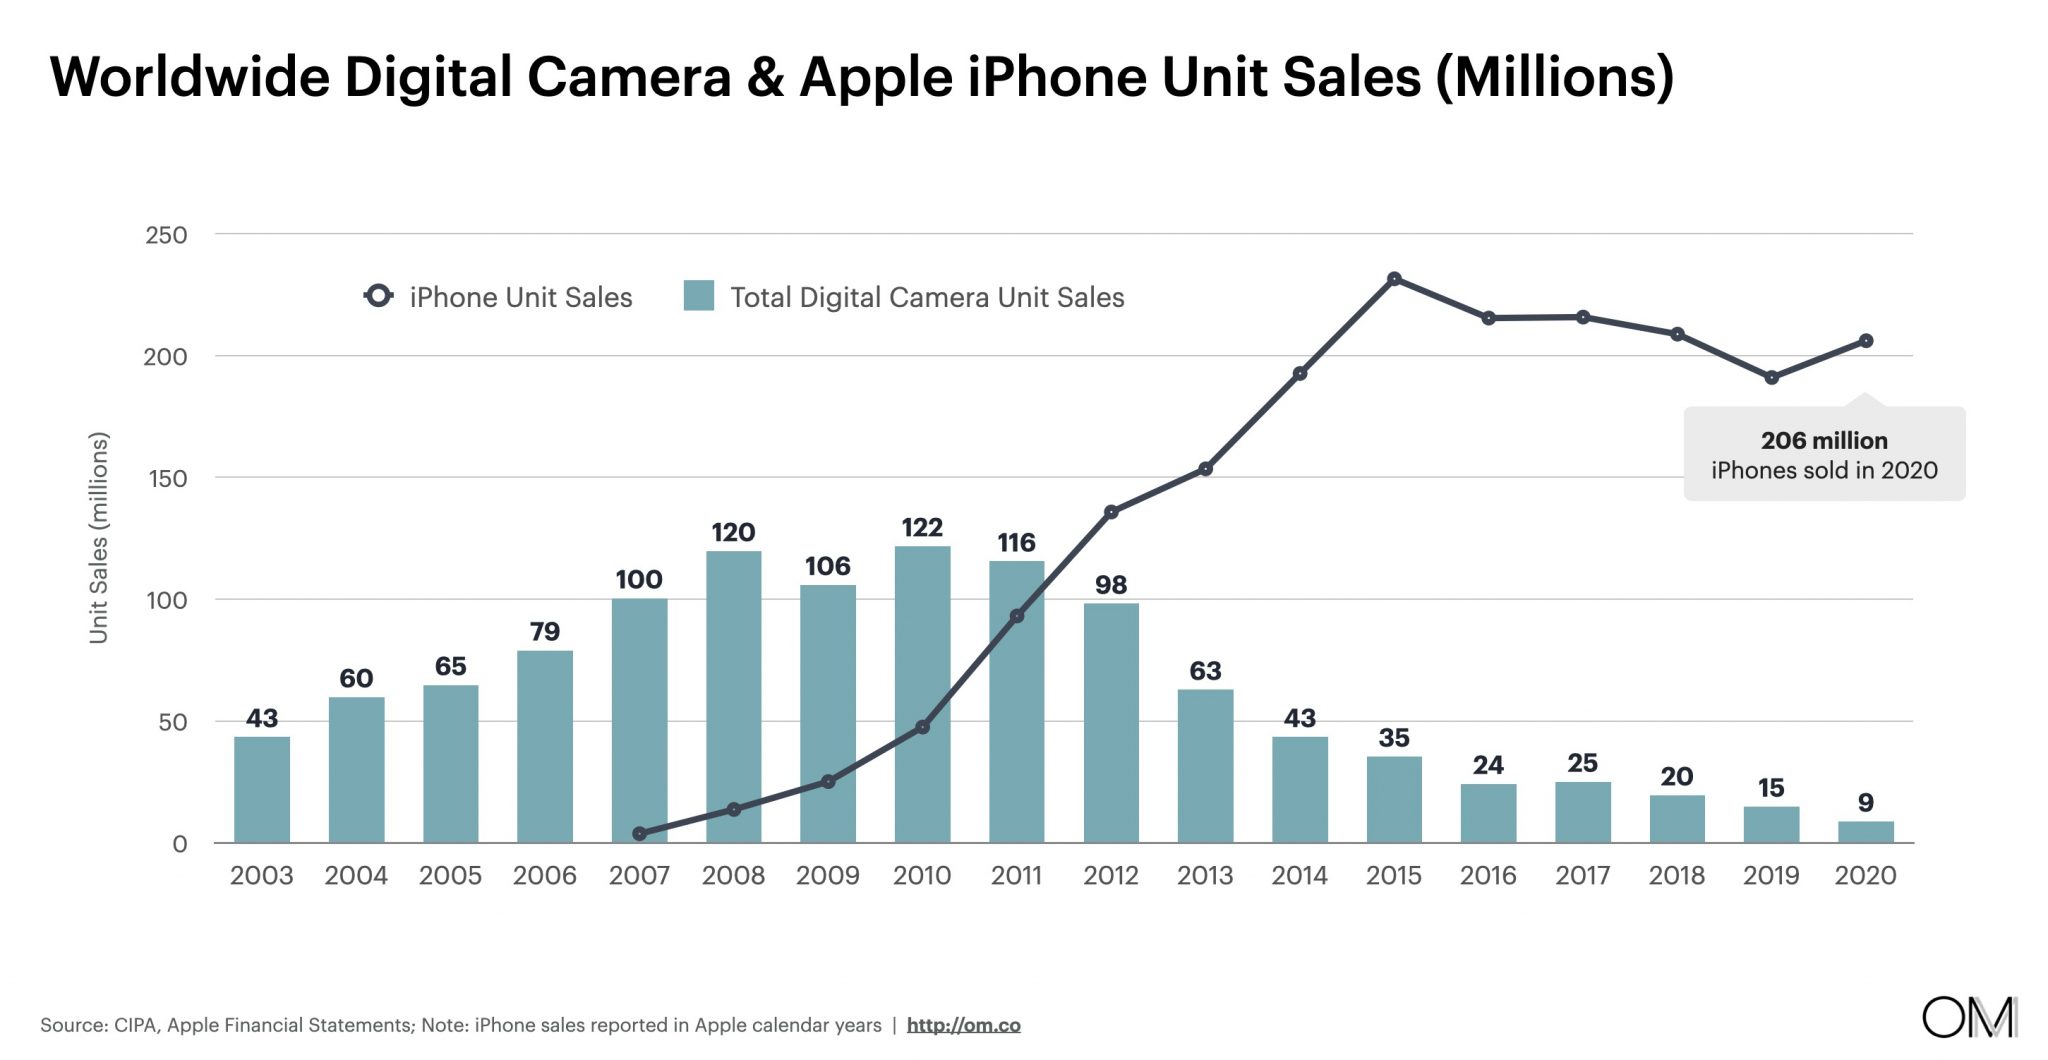 Worldwide Digital Camera & Apple iPhone Unit Sales (Millions)
iPhone Unit Sales
Total Digital Camera Unit Sales
Unit Sales (millions)
250
200
150
100
50
0
43
60
65
79
100
120
106
122
116
98
63
43
35
24
25
20
15
9
206 million
iPhones sold in 2020
2003 2004 2005 2006 2007 2008 2009 2010 2011 2012 2013 2014 2015 2016 2017 2018 2019 2020
Source: CIPA, Apple Financial Statements; Note: iPhone sales reported in Apple calendar years | http://om.co
OM